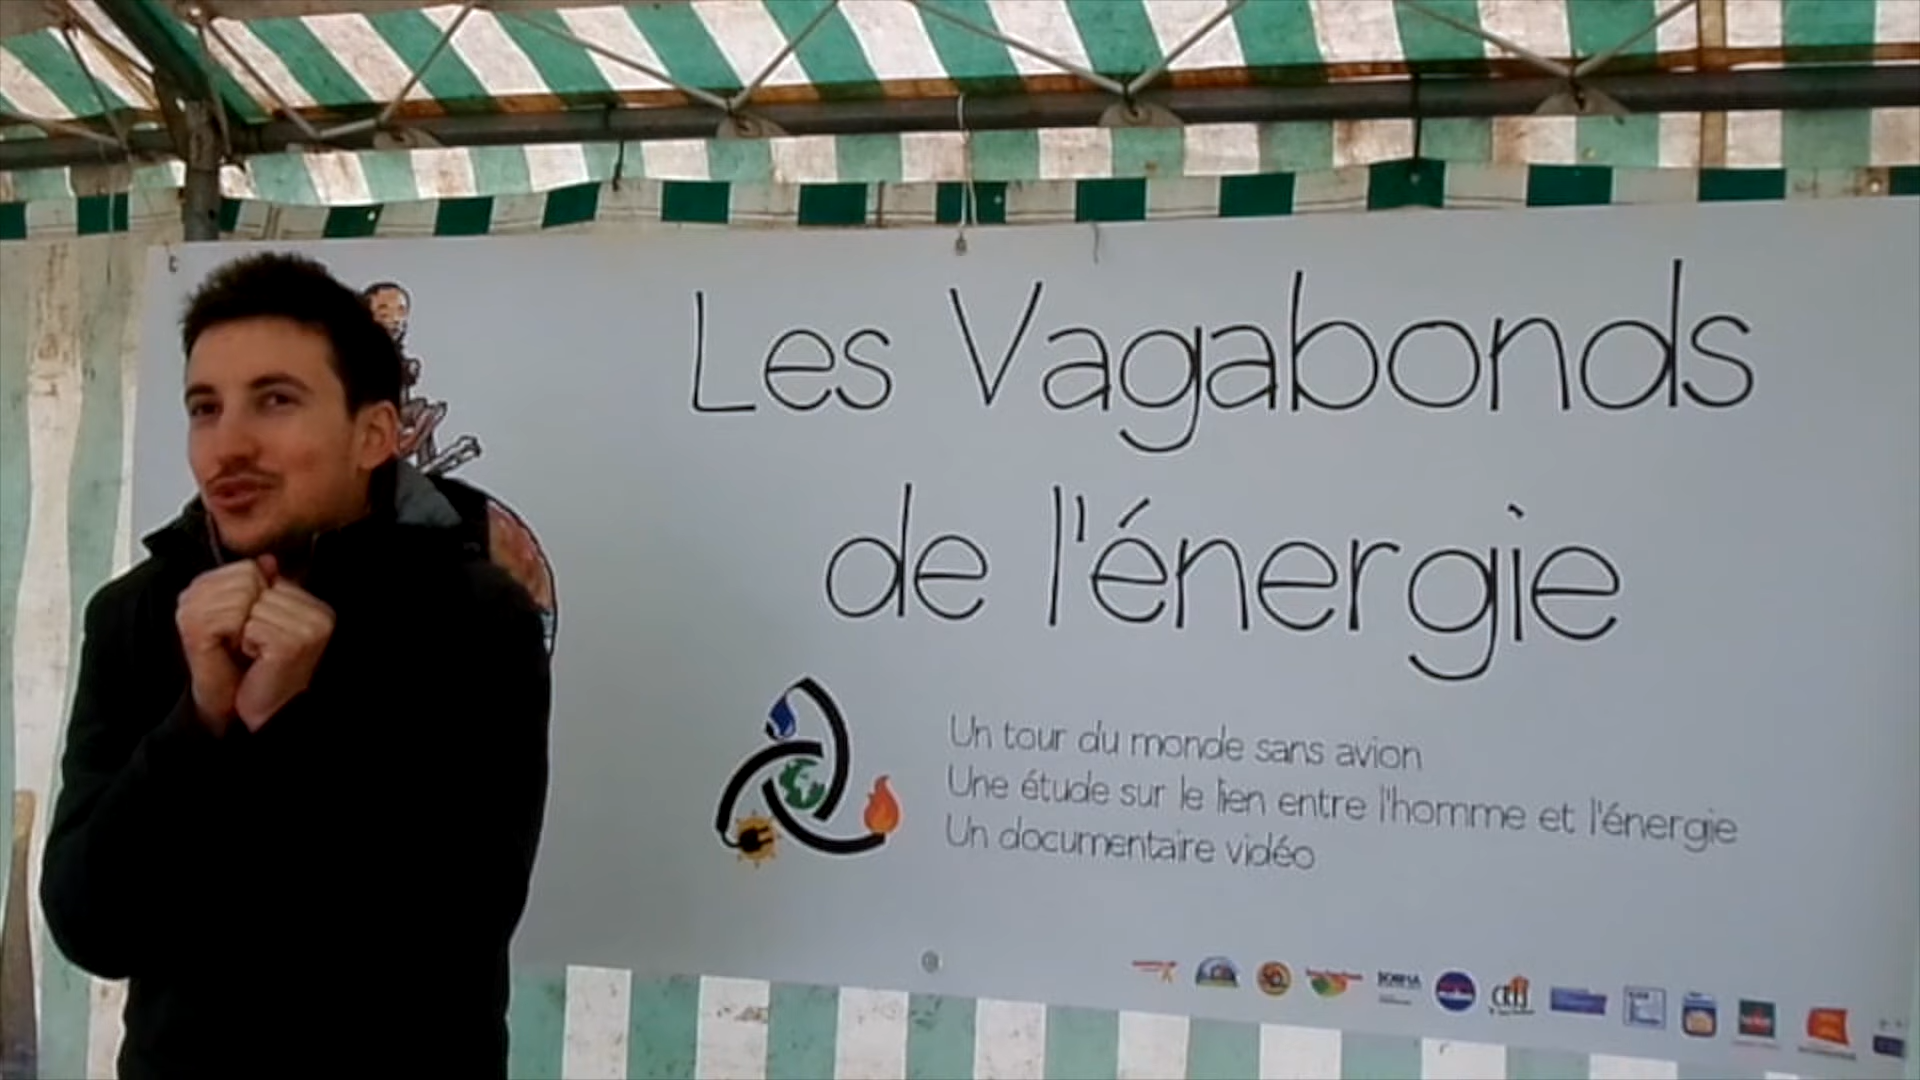 Les Vagabonds
de l'énergie
Un tour du monde sans avion
Une étude sur le lien entre l'homme et l'énergie
Un documentaire vidéo